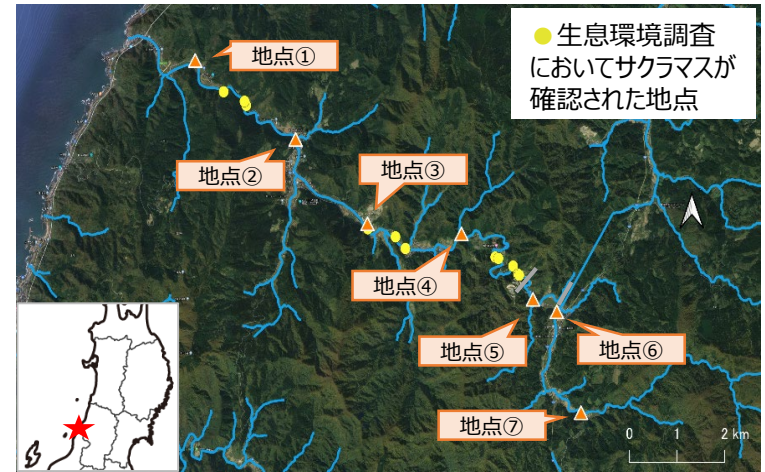 生息環境調査
においてサクラマスが
確認された地点
地点①
地点②
地点③
地点④
地点⑤
地点⑥
地点⑦
0 1 2 km